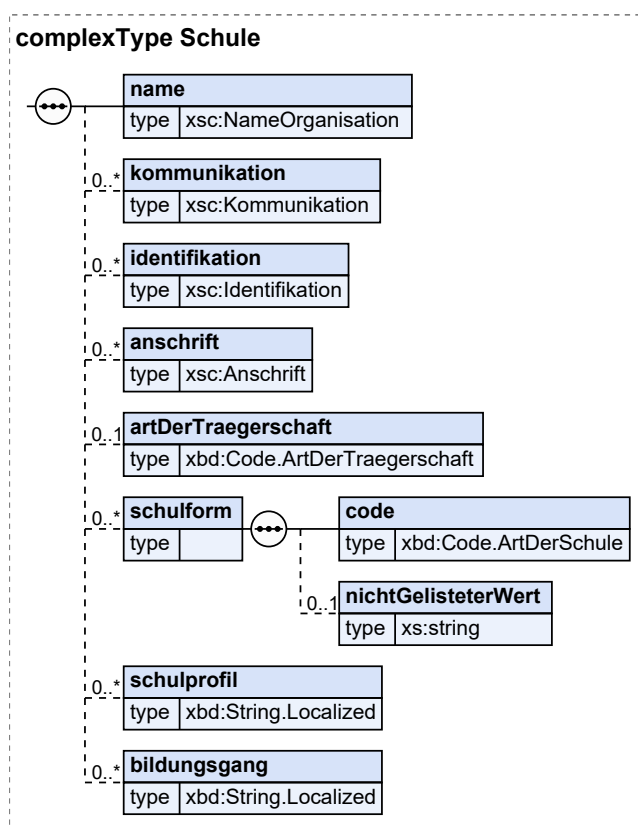 complexType Schule
name
type xsc:NameOrganisation
0..* kommunikation
type xsc:Kommunikation
0..* identifikation
type xsc:Identifikation
0..* anschrift
type xsc:Anschrift
0..1 artDerTraegerschaft
type xbd:Code.ArtDerTraegerschaft
0..* schulform code
type type xbd:Code.ArtDerSchule
0..1 nichtGelisteterWert
type xs:string
0..* schulprofil
type xbd:String.Localized
0..* bildungsgang
type xbd:String.Localized